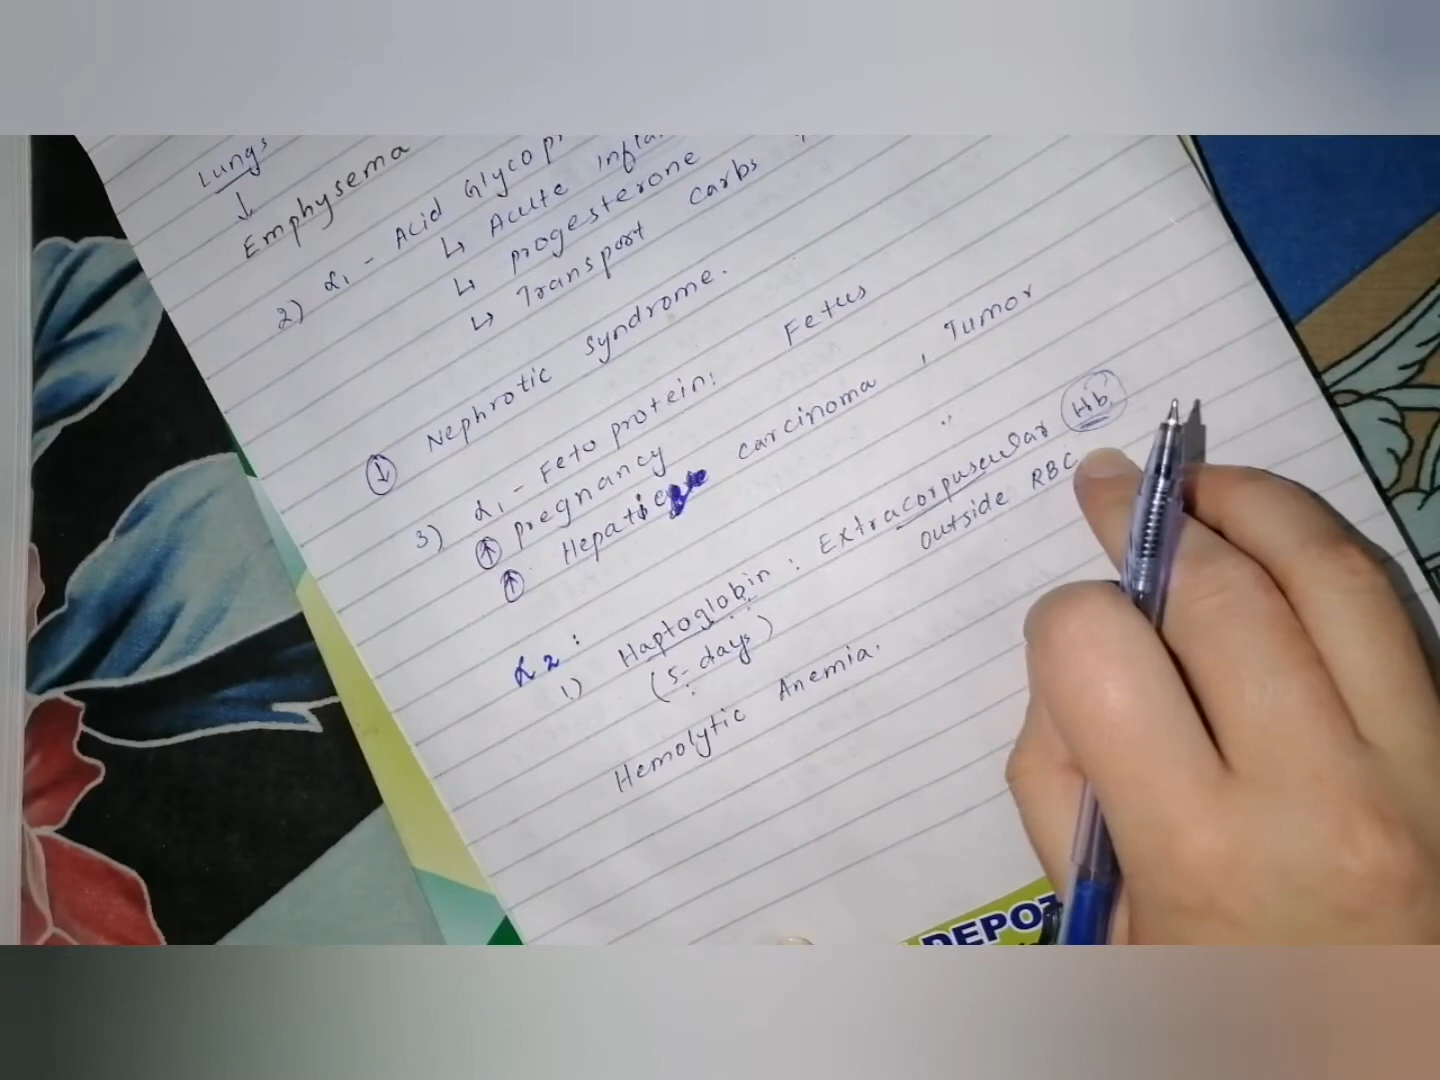 Lungs
↓
Emphysema
2) α1 - Acid Glycop
↳ Acute Infla
↳ progesterone
↳ Transport carbs
↓ Nephrotic Syndrome.
3) α1 - Feto protein: Fetus
↑ pregnancy
↑ Hepatic carcinoma, Tumor
α2:
1) Haptoglobin: Extracorpuscular Hb.
(5-days) outside RBC
Hemolytic Anemia.
DEPOT